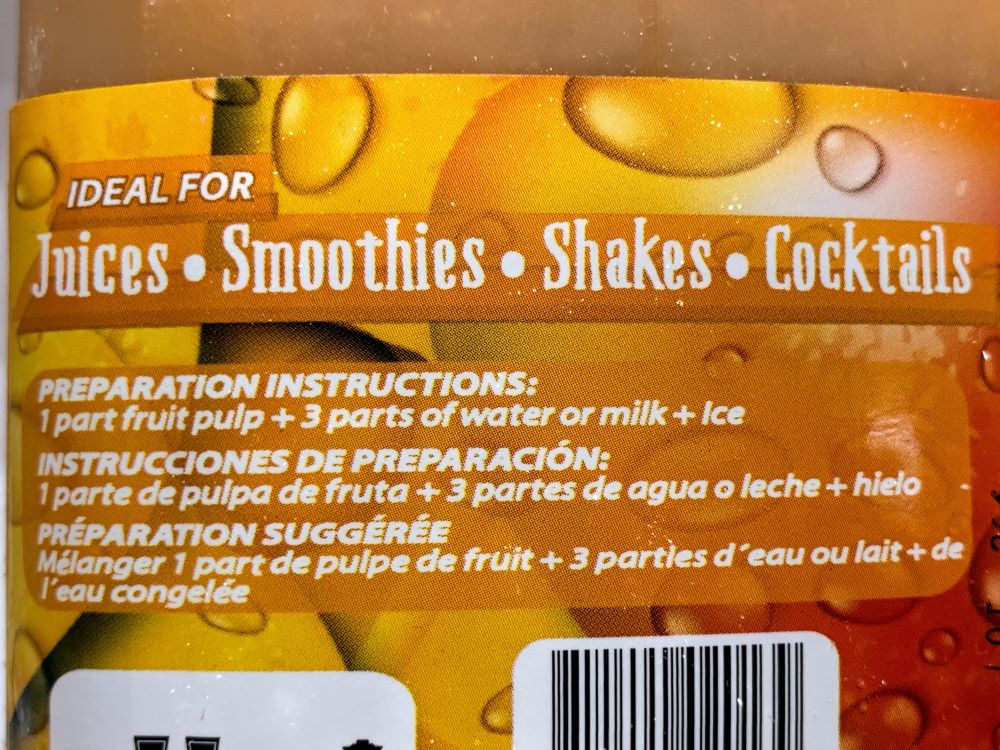 IDEAL FOR
Juices • Smoothies • Shakes • Cocktails
PREPARATION INSTRUCTIONS:
1 part fruit pulp + 3 parts of water or milk + Ice
INSTRUCCIONES DE PREPARACIÓN:
1 parte de pulpa de fruta + 3 partes de agua o leche + hielo
PRÉPARATION SUGGÉRÉE
Mélanger 1 part de pulpe de fruit + 3 parties d´eau ou lait + de
l´eau congelée